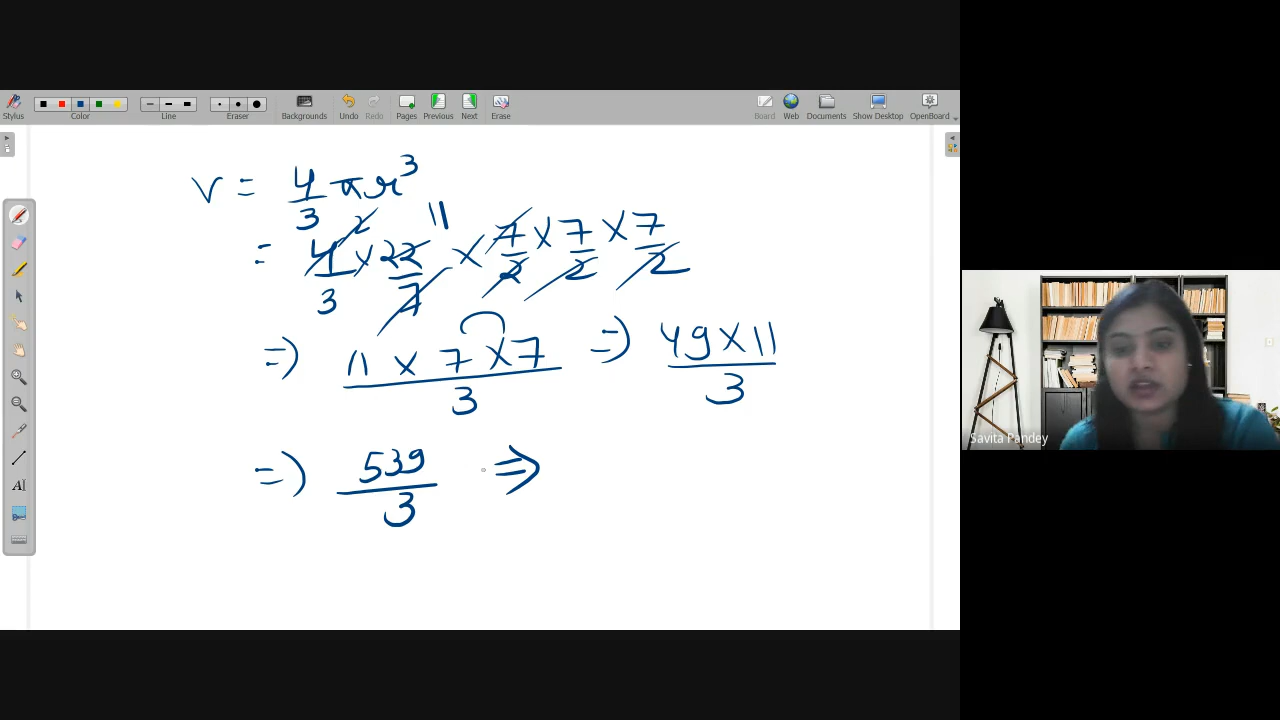 Stylus Color Line Eraser Backgrounds Undo Redo Pages Previous Next Erase Board Web Documents Show Desktop OpenBoard
V = 4/3 πr³
2 11
= 4/3 × 22/7 × 7/2 × 7/2 × 7/2
=) 11 × 7 × 7 / 3 =) 49 × 11 / 3
=) 539/3 ⇒
Savita Pandey